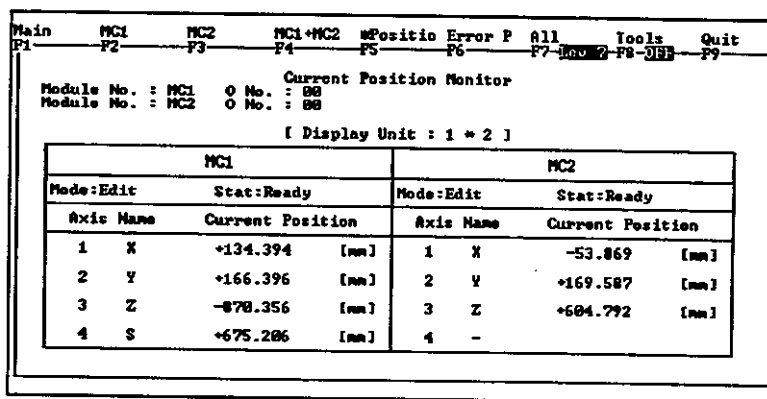 Main MC1 MC2 MC1+MC2 *Positio Error P All Tools Quit
F1 F2 F3 F4 F5 F6 F7 Inv ? F8 OFF F9
Current Position Monitor
Module No. : MC1 O No. : 00
Module No. : MC2 O No. : 00
[ Display Unit : 1 * 2 ]
MC1 MC2
Mode:Edit Stat:Ready Mode:Edit Stat:Ready
Axis Name Current Position Axis Name Current Position
1 X +134.394 [mm] 1 X -53.869 [mm]
2 Y +166.396 [mm] 2 Y +169.587 [mm]
3 Z -870.356 [mm] 3 Z +604.792 [mm]
4 S +675.206 [mm] 4 -